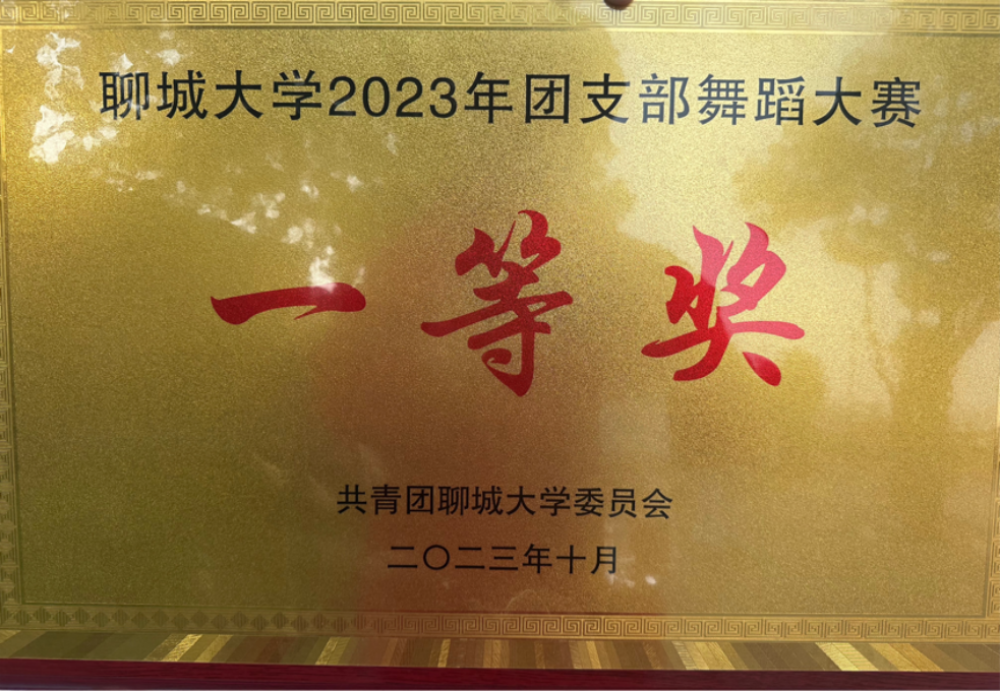 聊城大学2023年团支部舞蹈大赛
一等奖
共青团聊城大学委员会
二〇二三年十月